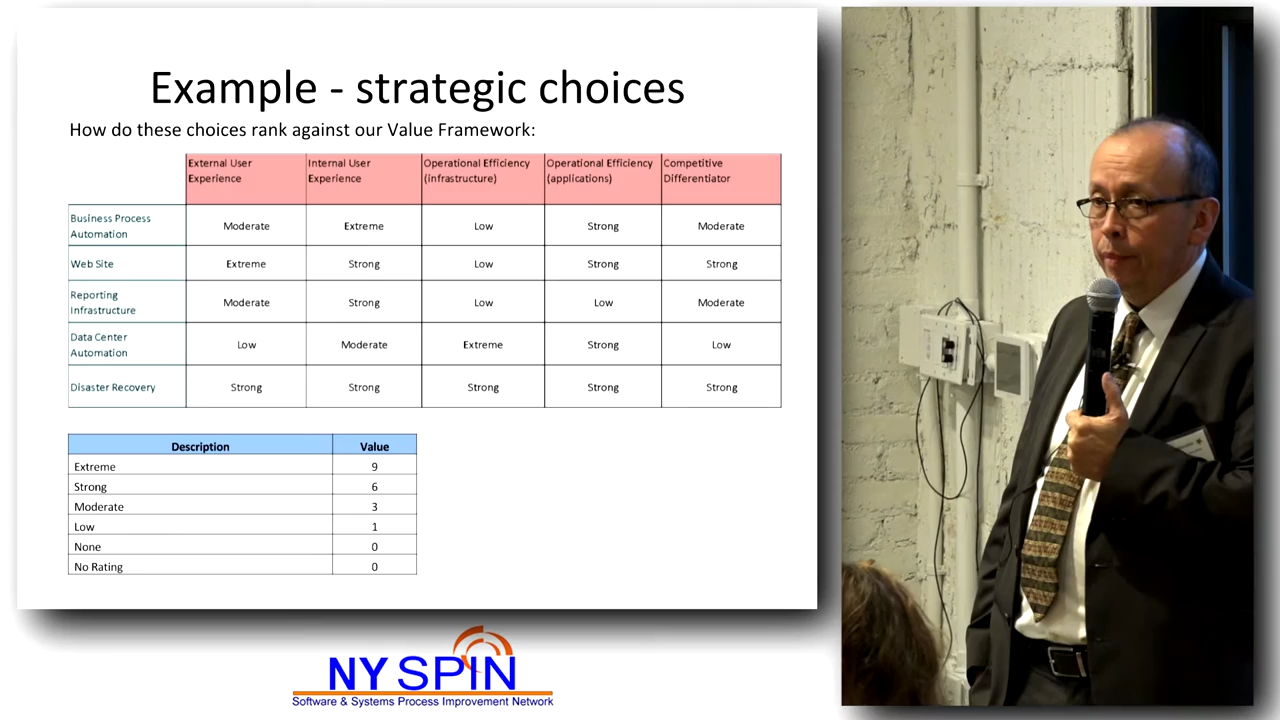 Example - strategic choices
How do these choices rank against our Value Framework:
External User Experience
Internal User Experience
Operational Efficiency (infrastructure)
Operational Efficiency (applications)
Competitive Differentiator
Business Process Automation
Moderate
Extreme
Low
Strong
Moderate
Web Site
Extreme
Strong
Low
Strong
Strong
Reporting Infrastructure
Moderate
Strong
Low
Low
Moderate
Data Center Automation
Low
Moderate
Extreme
Strong
Low
Disaster Recovery
Strong
Strong
Strong
Strong
Strong
Description Value
Extreme 9
Strong 6
Moderate 3
Low 1
None 0
No Rating 0
NY SPIN
Software & Systems Process Improvement Network